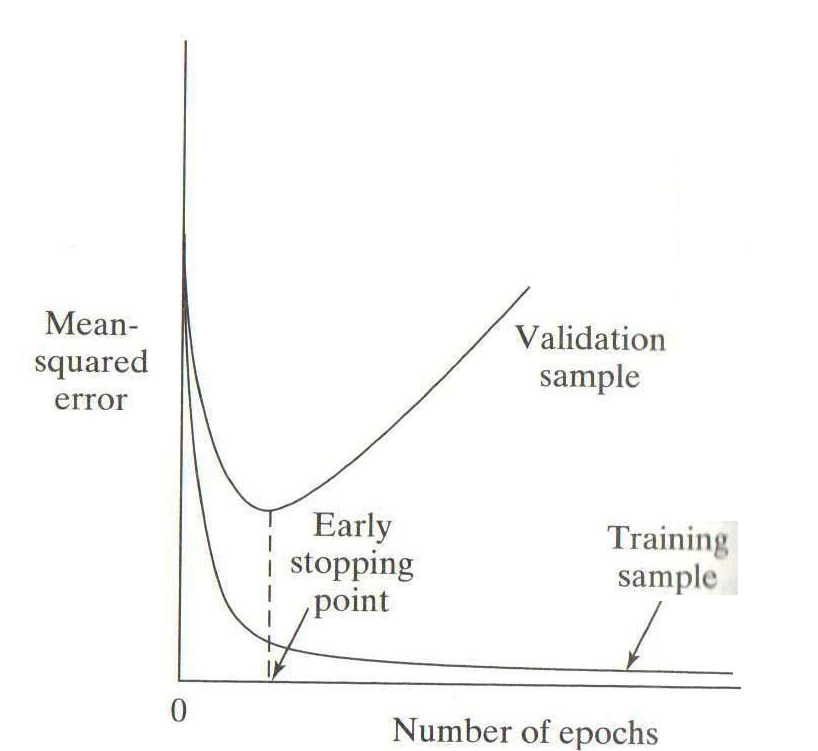 Mean-
squared
error
Validation
sample
Early
stopping
point
Training
sample
0
Number of epochs